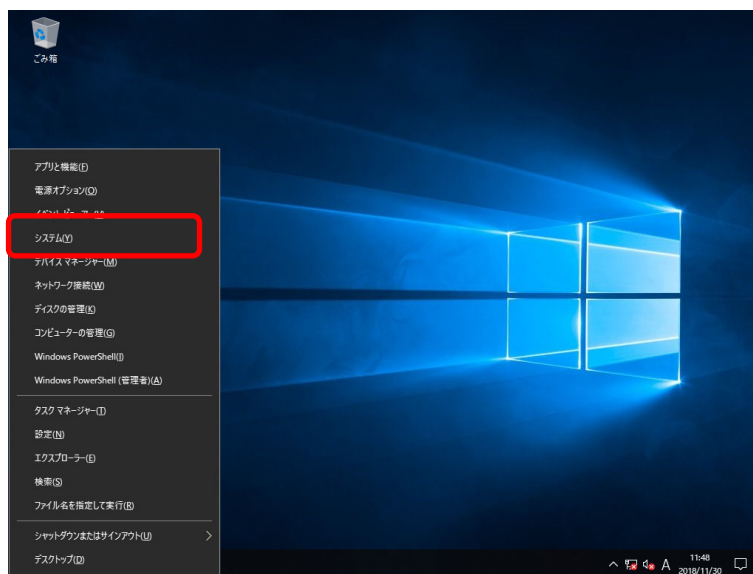 ごみ箱
アプリと機能(F)
電源オプション(O)
システム(Y)
デバイス マネージャー(M)
ネットワーク接続(W)
ディスクの管理(K)
コンピューターの管理(G)
Windows PowerShell(I)
Windows PowerShell (管理者)(A)
タスク マネージャー(T)
設定(N)
エクスプローラー(E)
検索(S)
ファイル名を指定して実行(R)
シャットダウンまたはサインアウト(U)
デスクトップ(D)
A
11:48
2018/11/30